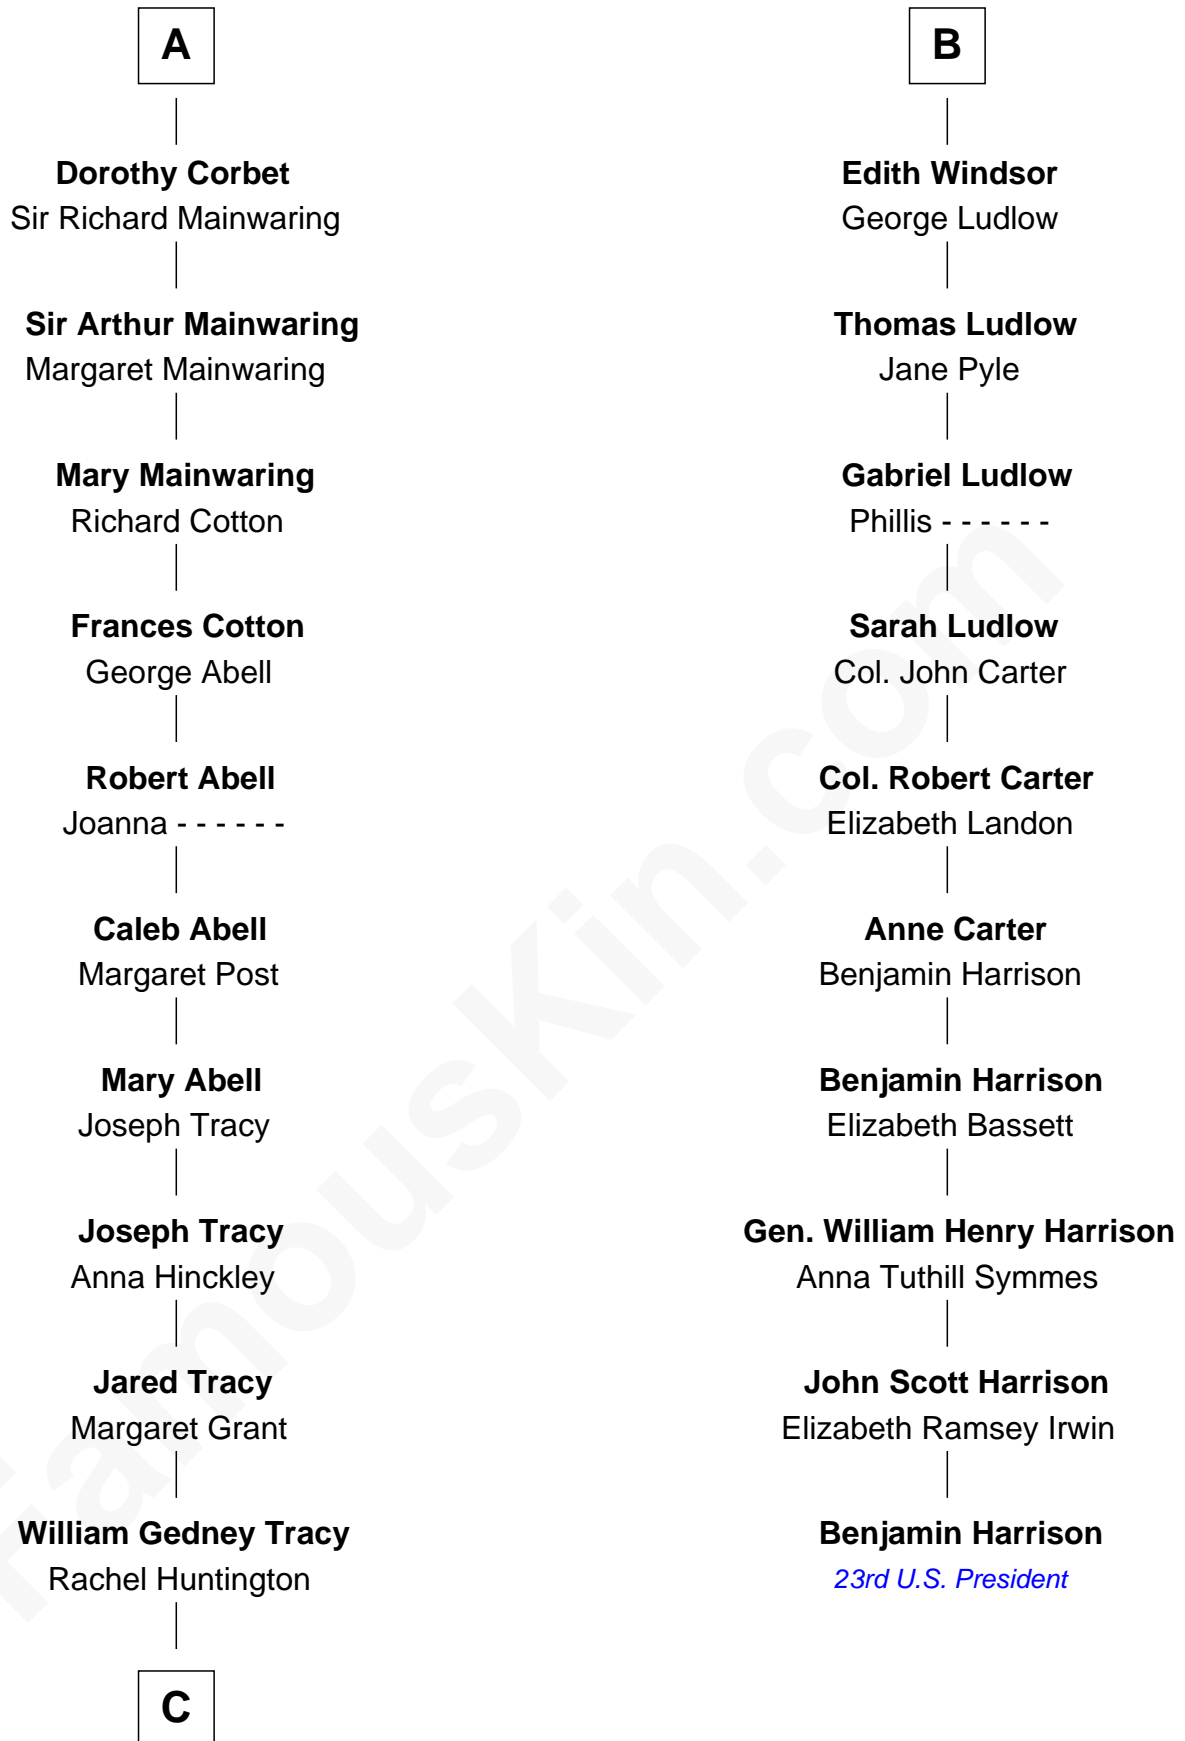 A
Dorothy Corbet
Sir Richard Mainwaring
Sir Arthur Mainwaring
Margaret Mainwaring
Mary Mainwaring
Richard Cotton
Frances Cotton
George Abell
Robert Abell
Joanna - - - - - -
Caleb Abell
Margaret Post
Mary Abell
Joseph Tracy
Joseph Tracy
Anna Hinckley
Jared Tracy
Margaret Grant
William Gedney Tracy
Rachel Huntington
C
B
Edith Windsor
George Ludlow
Thomas Ludlow
Jane Pyle
Gabriel Ludlow
Phillis - - - - - -
Sarah Ludlow
Col. John Carter
Col. Robert Carter
Elizabeth Landon
Anne Carter
Benjamin Harrison
Benjamin Harrison
Elizabeth Bassett
Gen. William Henry Harrison
Anna Tuthill Symmes
John Scott Harrison
Elizabeth Ramsey Irwin
Benjamin Harrison
23rd U.S. President
FamousKin.com